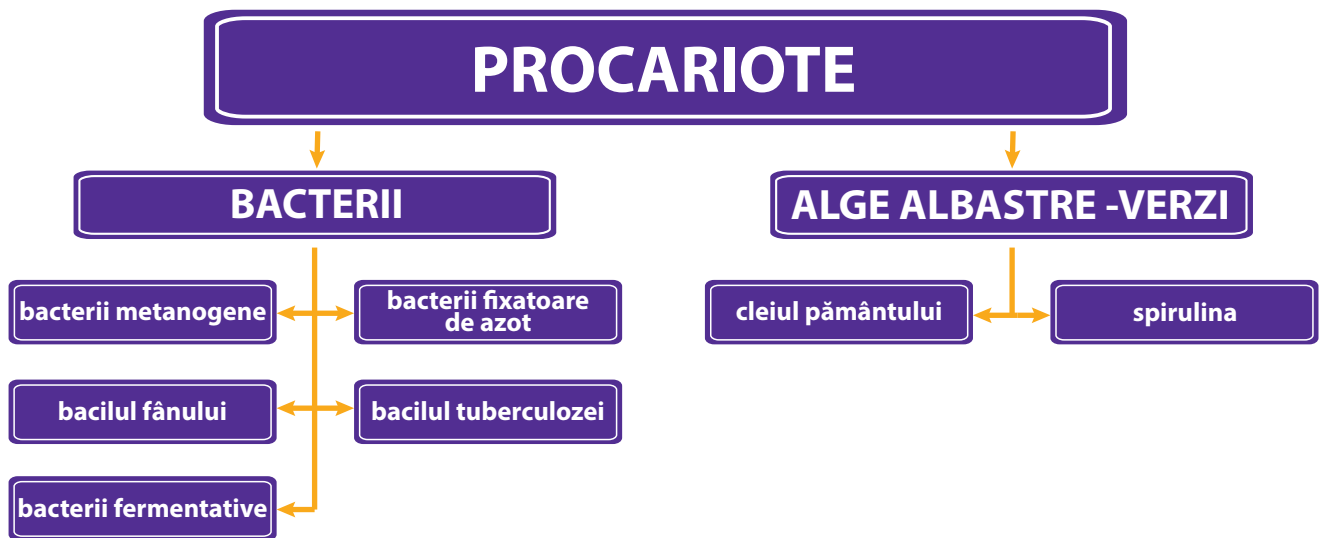 PROCARIOTE
BACTERII
ALGE ALBASTRE -VERZI
bacterii metanogene
bacterii fixatoare
de azot
cleiul pământului
spirulina
bacilul fânului
bacilul tuberculozei
bacterii fermentative